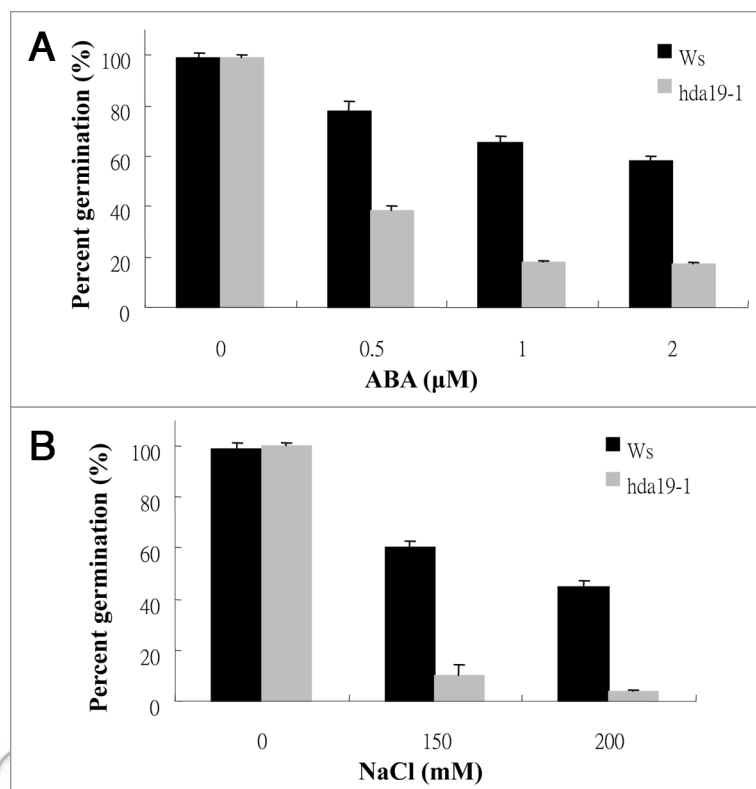 A
Percent germination (%)
100
80
60
40
20
0
Ws
hda19-1
0 0.5 1 2
ABA (μM)
B
Percent germination (%)
100
80
60
40
20
0
Ws
hda19-1
0 150 200
NaCl (mM)